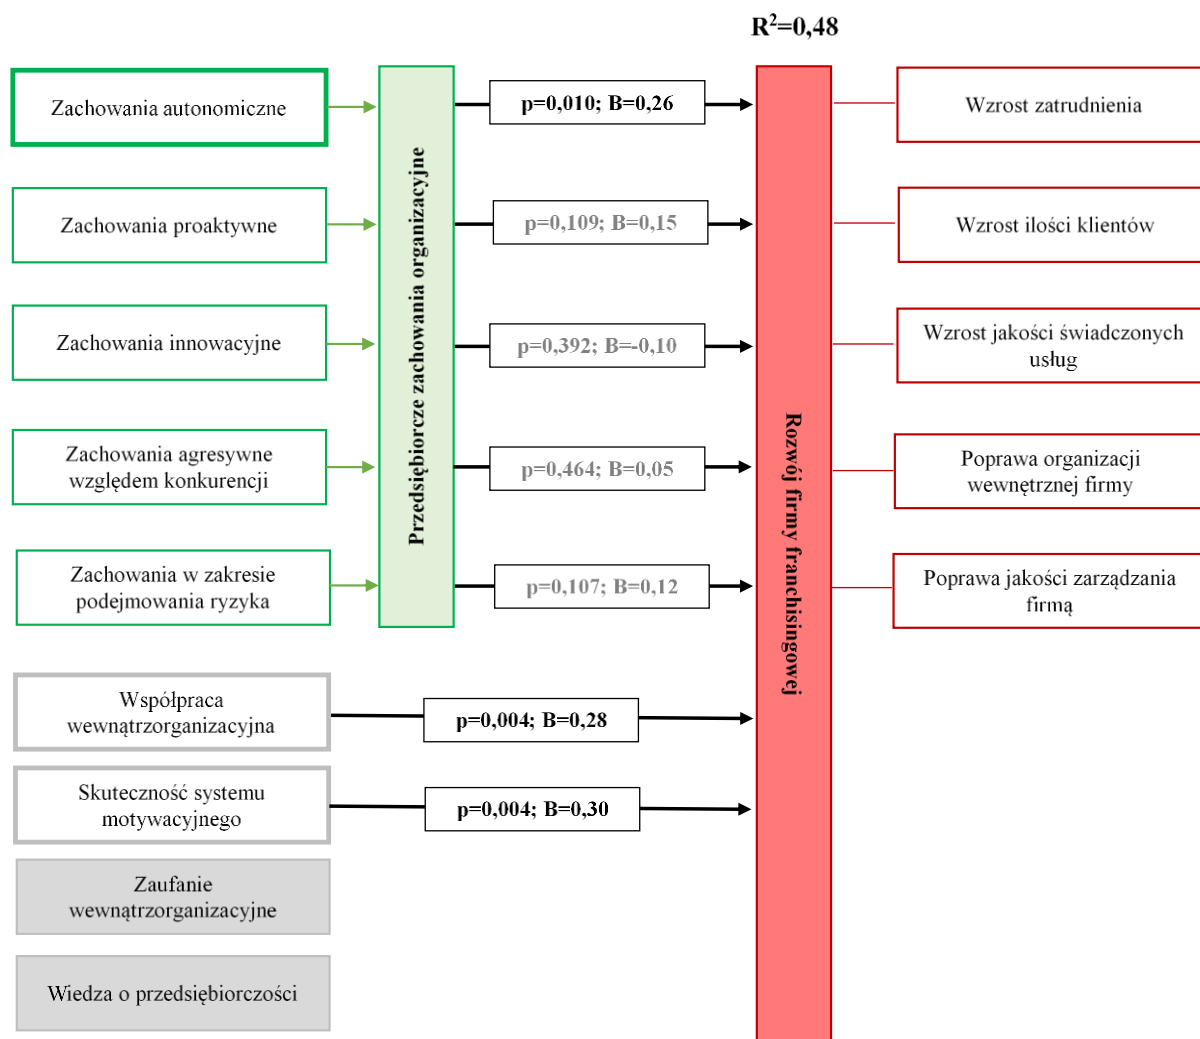 R²=0,48
Zachowania autonomiczne
p=0,010; B=0,26
Wzrost zatrudnienia
Zachowania proaktywne
p=0,109; B=0,15
Wzrost ilości klientów
Zachowania innowacyjne
p=0,392; B=-0,10
Wzrost jakości świadczonych
usług
Zachowania agresywne
względem konkurencji
p=0,464; B=0,05
Poprawa organizacji
wewnętrznej firmy
Zachowania w zakresie
podejmowania ryzyka
p=0,107; B=0,12
Poprawa jakości zarządzania
firmą
Przedsiębiorcze zachowania organizacyjne
Rozwój firmy franchisingowej
Współpraca
wewnątrzorganizacyjna
p=0,004; B=0,28
Skuteczność systemu
motywacyjnego
p=0,004; B=0,30
Zaufanie
wewnątrzorganizacyjne
Wiedza o przedsiębiorczości